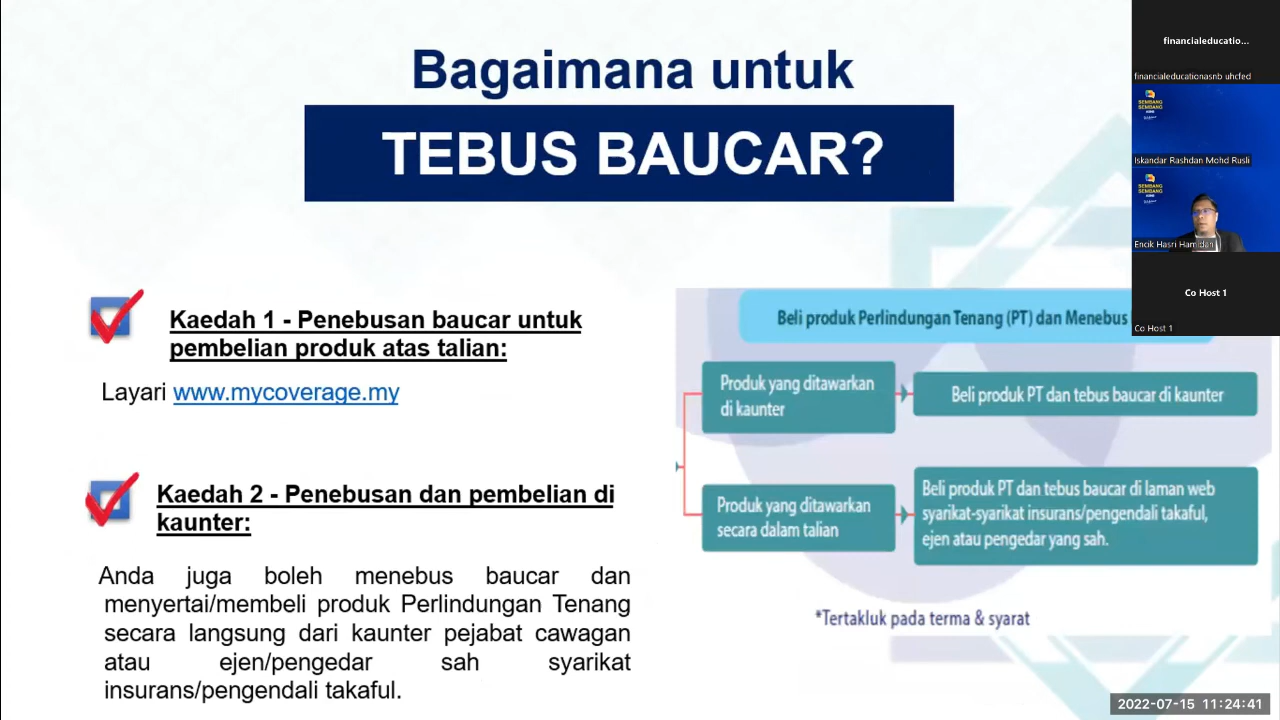 Bagaimana untuk
TEBUS BAUCAR?
Kaedah 1 - Penebusan baucar untuk
pembelian produk atas talian:
Layari www.mycoverage.my
Kaedah 2 - Penebusan dan pembelian di
kaunter:
Anda juga boleh menebus baucar dan
menyertai/membeli produk Perlindungan Tenang
secara langsung dari kaunter pejabat cawagan
atau ejen/pengedar sah syarikat
insurans/pengendali takaful.
Beli produk Perlindungan Tenang (PT) dan Menebus
Produk yang ditawarkan
di kaunter
Beli produk PT dan tebus baucar di kaunter
Produk yang ditawarkan
secara dalam talian
Beli produk PT dan tebus baucar di laman web
syarikat-syarikat insurans/pengendali takaful,
ejen atau pengedar yang sah.
*Tertakluk pada terma & syarat
financialeducatio...
financialeducationasnb uhcfed
SEMBANG
SEMBANG
Iskandar Rashdan Mohd Rusli
SEMBANG
SEMBANG
Encik Hasri Hamidan
Co Host 1
Co Host 1
2022-07-15 11:24:41